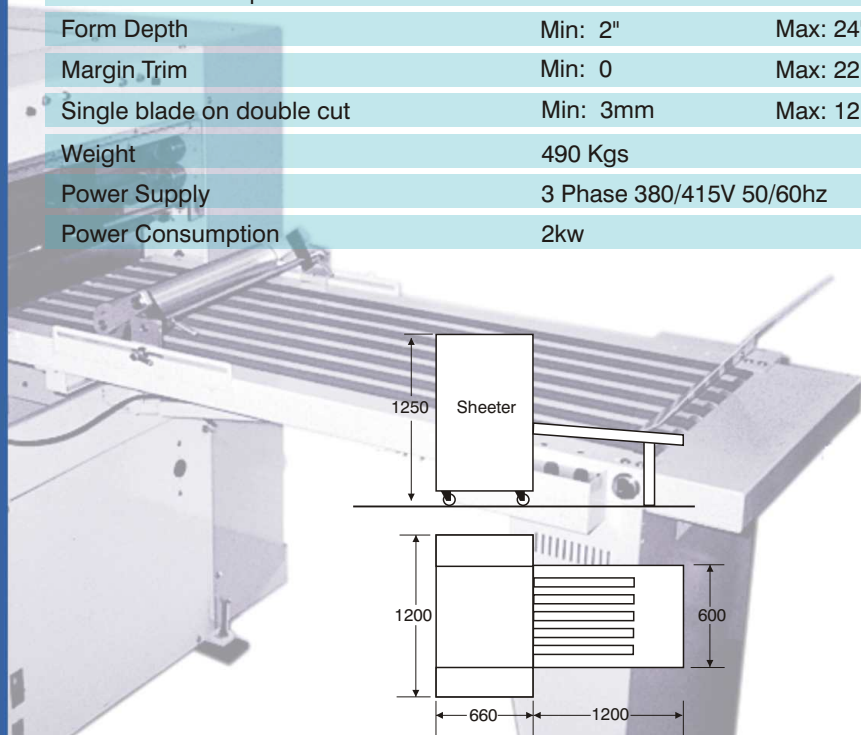 Form Depth Min: 2" Max: 24
Margin Trim Min: 0 Max: 22
Single blade on double cut Min: 3mm Max: 12
Weight 490 Kgs
Power Supply 3 Phase 380/415V 50/60hz
Power Consumption 2kw
1250 Sheeter
1200 600
660 1200